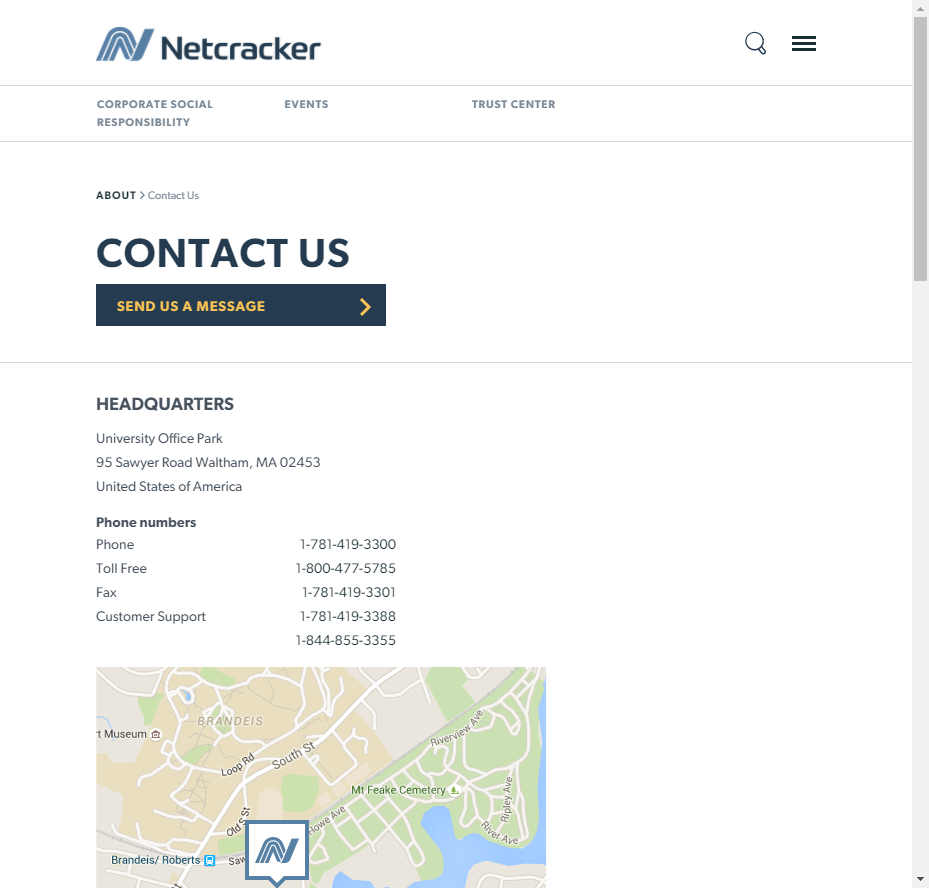 Netcracker
CORPORATE SOCIAL
RESPONSIBILITY
EVENTS
TRUST CENTER
ABOUT > Contact Us
CONTACT US
SEND US A MESSAGE
HEADQUARTERS
University Office Park
95 Sawyer Road Waltham, MA 02453
United States of America
Phone numbers
Phone 1-781-419-3300
Toll Free 1-800-477-5785
Fax 1-781-419-3301
Customer Support 1-781-419-3388
1-844-855-3355
BRANDEIS
t Museum
Riverview Ave
South St
Loop Rd
Mt Feake Cemetery
Ripley Ave
Old S St
Howe Ave
River Ave
Brandeis/ Roberts
Saw